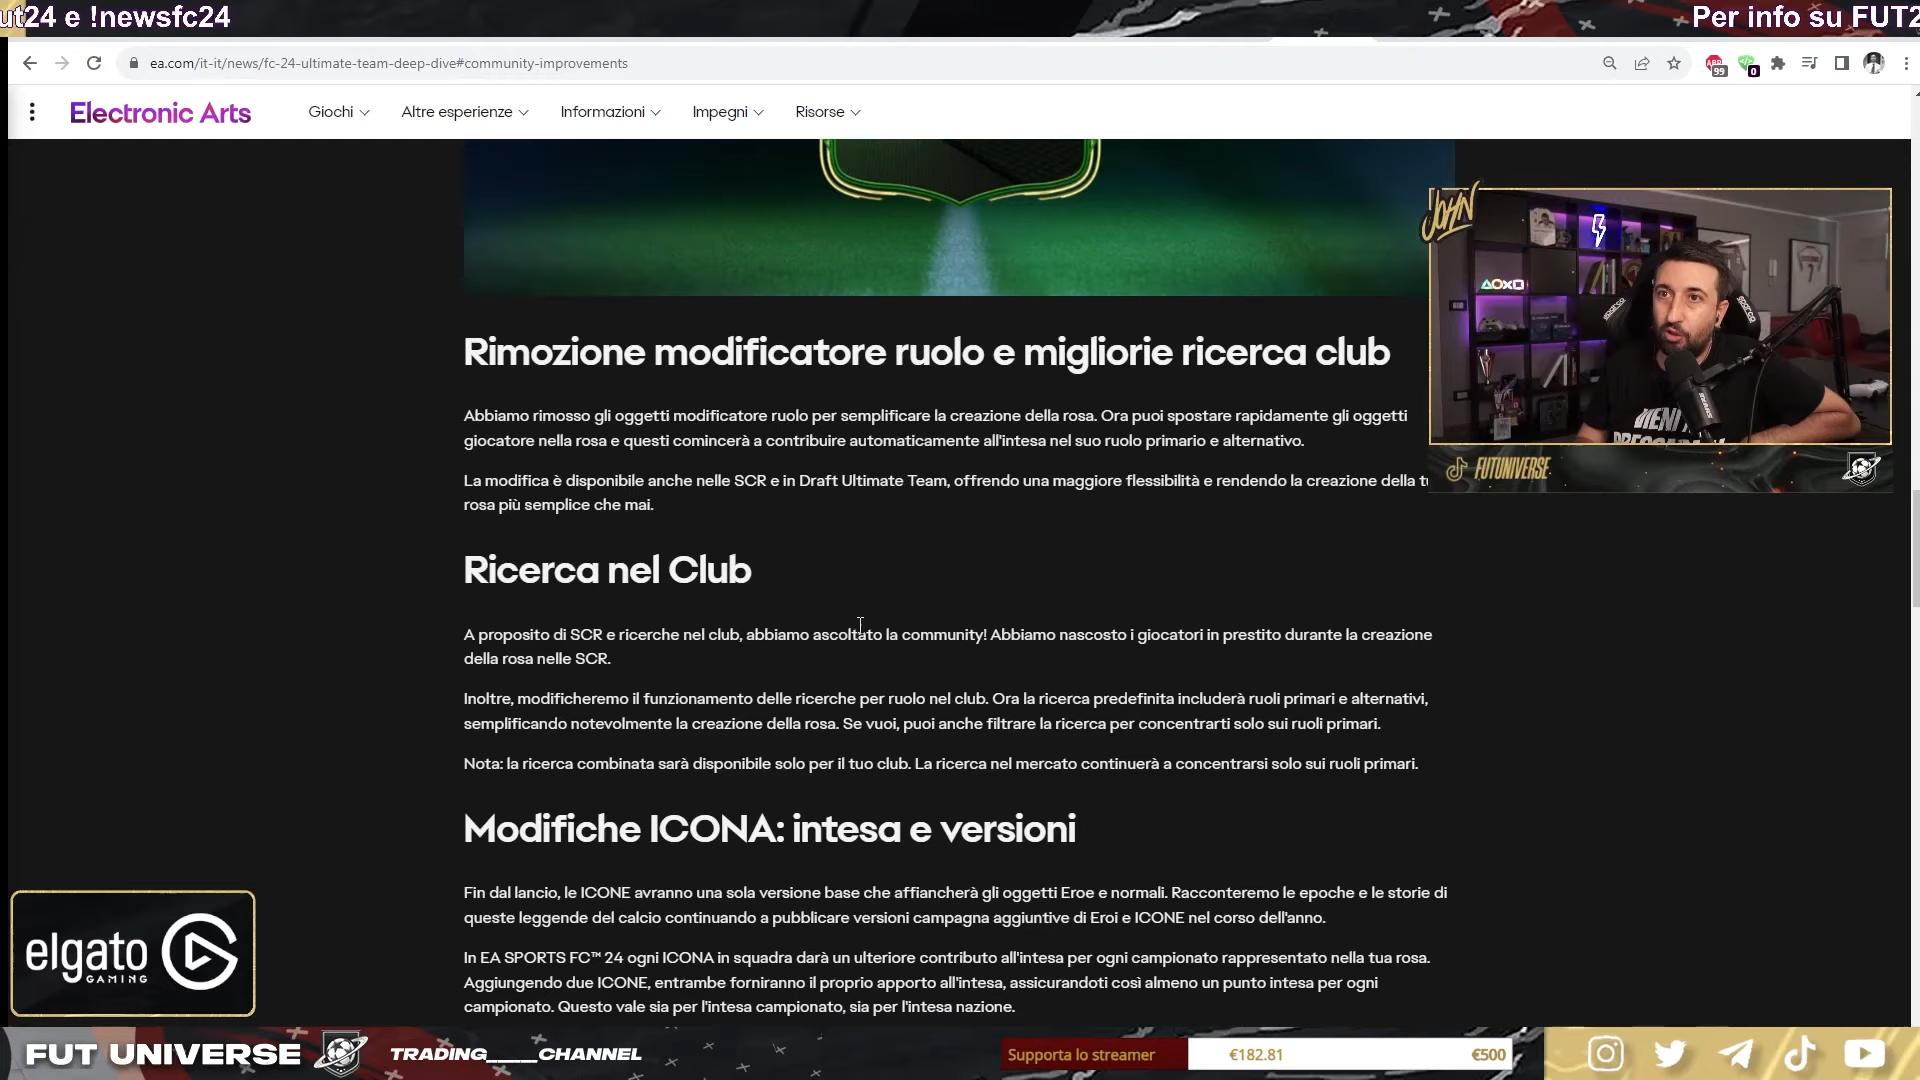 ut24 e !newsfc24
Per info su FUT2
ea.com/it-it/news/fc-24-ultimate-team-deep-dive#community-improvements
ABP
99
0
Electronic Arts
Giochi
Altre esperienze
Informazioni
Impegni
Risorse
JOHN
Rimozione modificatore ruolo e migliorie ricerca club
Abbiamo rimosso gli oggetti modificatore ruolo per semplificare la creazione della rosa. Ora puoi spostare rapidamente gli oggetti
giocatore nella rosa e questi comincerà a contribuire automaticamente all'intesa nel suo ruolo primario e alternativo.
La modifica è disponibile anche nelle SCR e in Draft Ultimate Team, offrendo una maggiore flessibilità e rendendo la creazione della t
rosa più semplice che mai.
sparco
sparco
FUTUNIVERSE
Ricerca nel Club
A proposito di SCR e ricerche nel club, abbiamo ascoltato la community! Abbiamo nascosto i giocatori in prestito durante la creazione
della rosa nelle SCR.
Inoltre, modificheremo il funzionamento delle ricerche per ruolo nel club. Ora la ricerca predefinita includerà ruoli primari e alternativi,
semplificando notevolmente la creazione della rosa. Se vuoi, puoi anche filtrare la ricerca per concentrarti solo sui ruoli primari.
Nota: la ricerca combinata sarà disponibile solo per il tuo club. La ricerca nel mercato continuerà a concentrarsi solo sui ruoli primari.
Modifiche ICONA: intesa e versioni
Fin dal lancio, le ICONE avranno una sola versione base che affiancherà gli oggetti Eroe e normali. Racconteremo le epoche e le storie di
queste leggende del calcio continuando a pubblicare versioni campagna aggiuntive di Eroi e ICONE nel corso dell'anno.
In EA SPORTS FC™ 24 ogni ICONA in squadra darà un ulteriore contributo all'intesa per ogni campionato rappresentato nella tua rosa.
Aggiungendo due ICONE, entrambe forniranno il proprio apporto all'intesa, assicurandoti così almeno un punto intesa per ogni
campionato. Questo vale sia per l'intesa campionato, sia per l'intesa nazione.
elgato
GAMING
FUT UNIVERSE
TRADING____CHANNEL
Supporta lo streamer
€182.81
€500